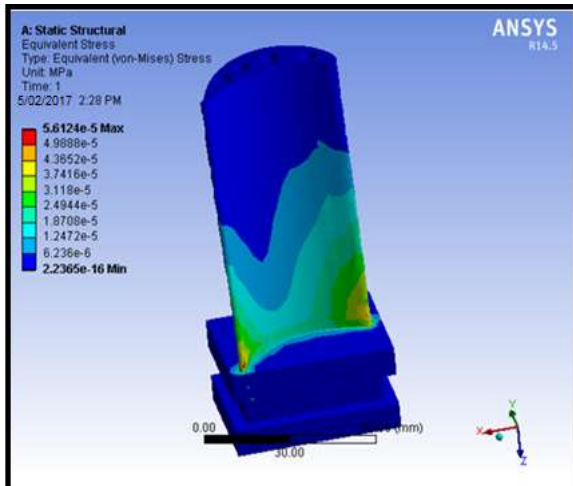 A: Static Structural
Equivalent Stress
Type: Equivalent (von-Mises) Stress
Unit: MPa
Time: 1
5/02/2017 2:28 PM
ANSYS
R14.5
5.6124e-5 Max
4.9888e-5
4.3652e-5
3.7416e-5
3.118e-5
2.4944e-5
1.8708e-5
1.2472e-5
6.236e-6
2.2365e-16 Min
0.00 (mm)
30.00
Y
X
Z